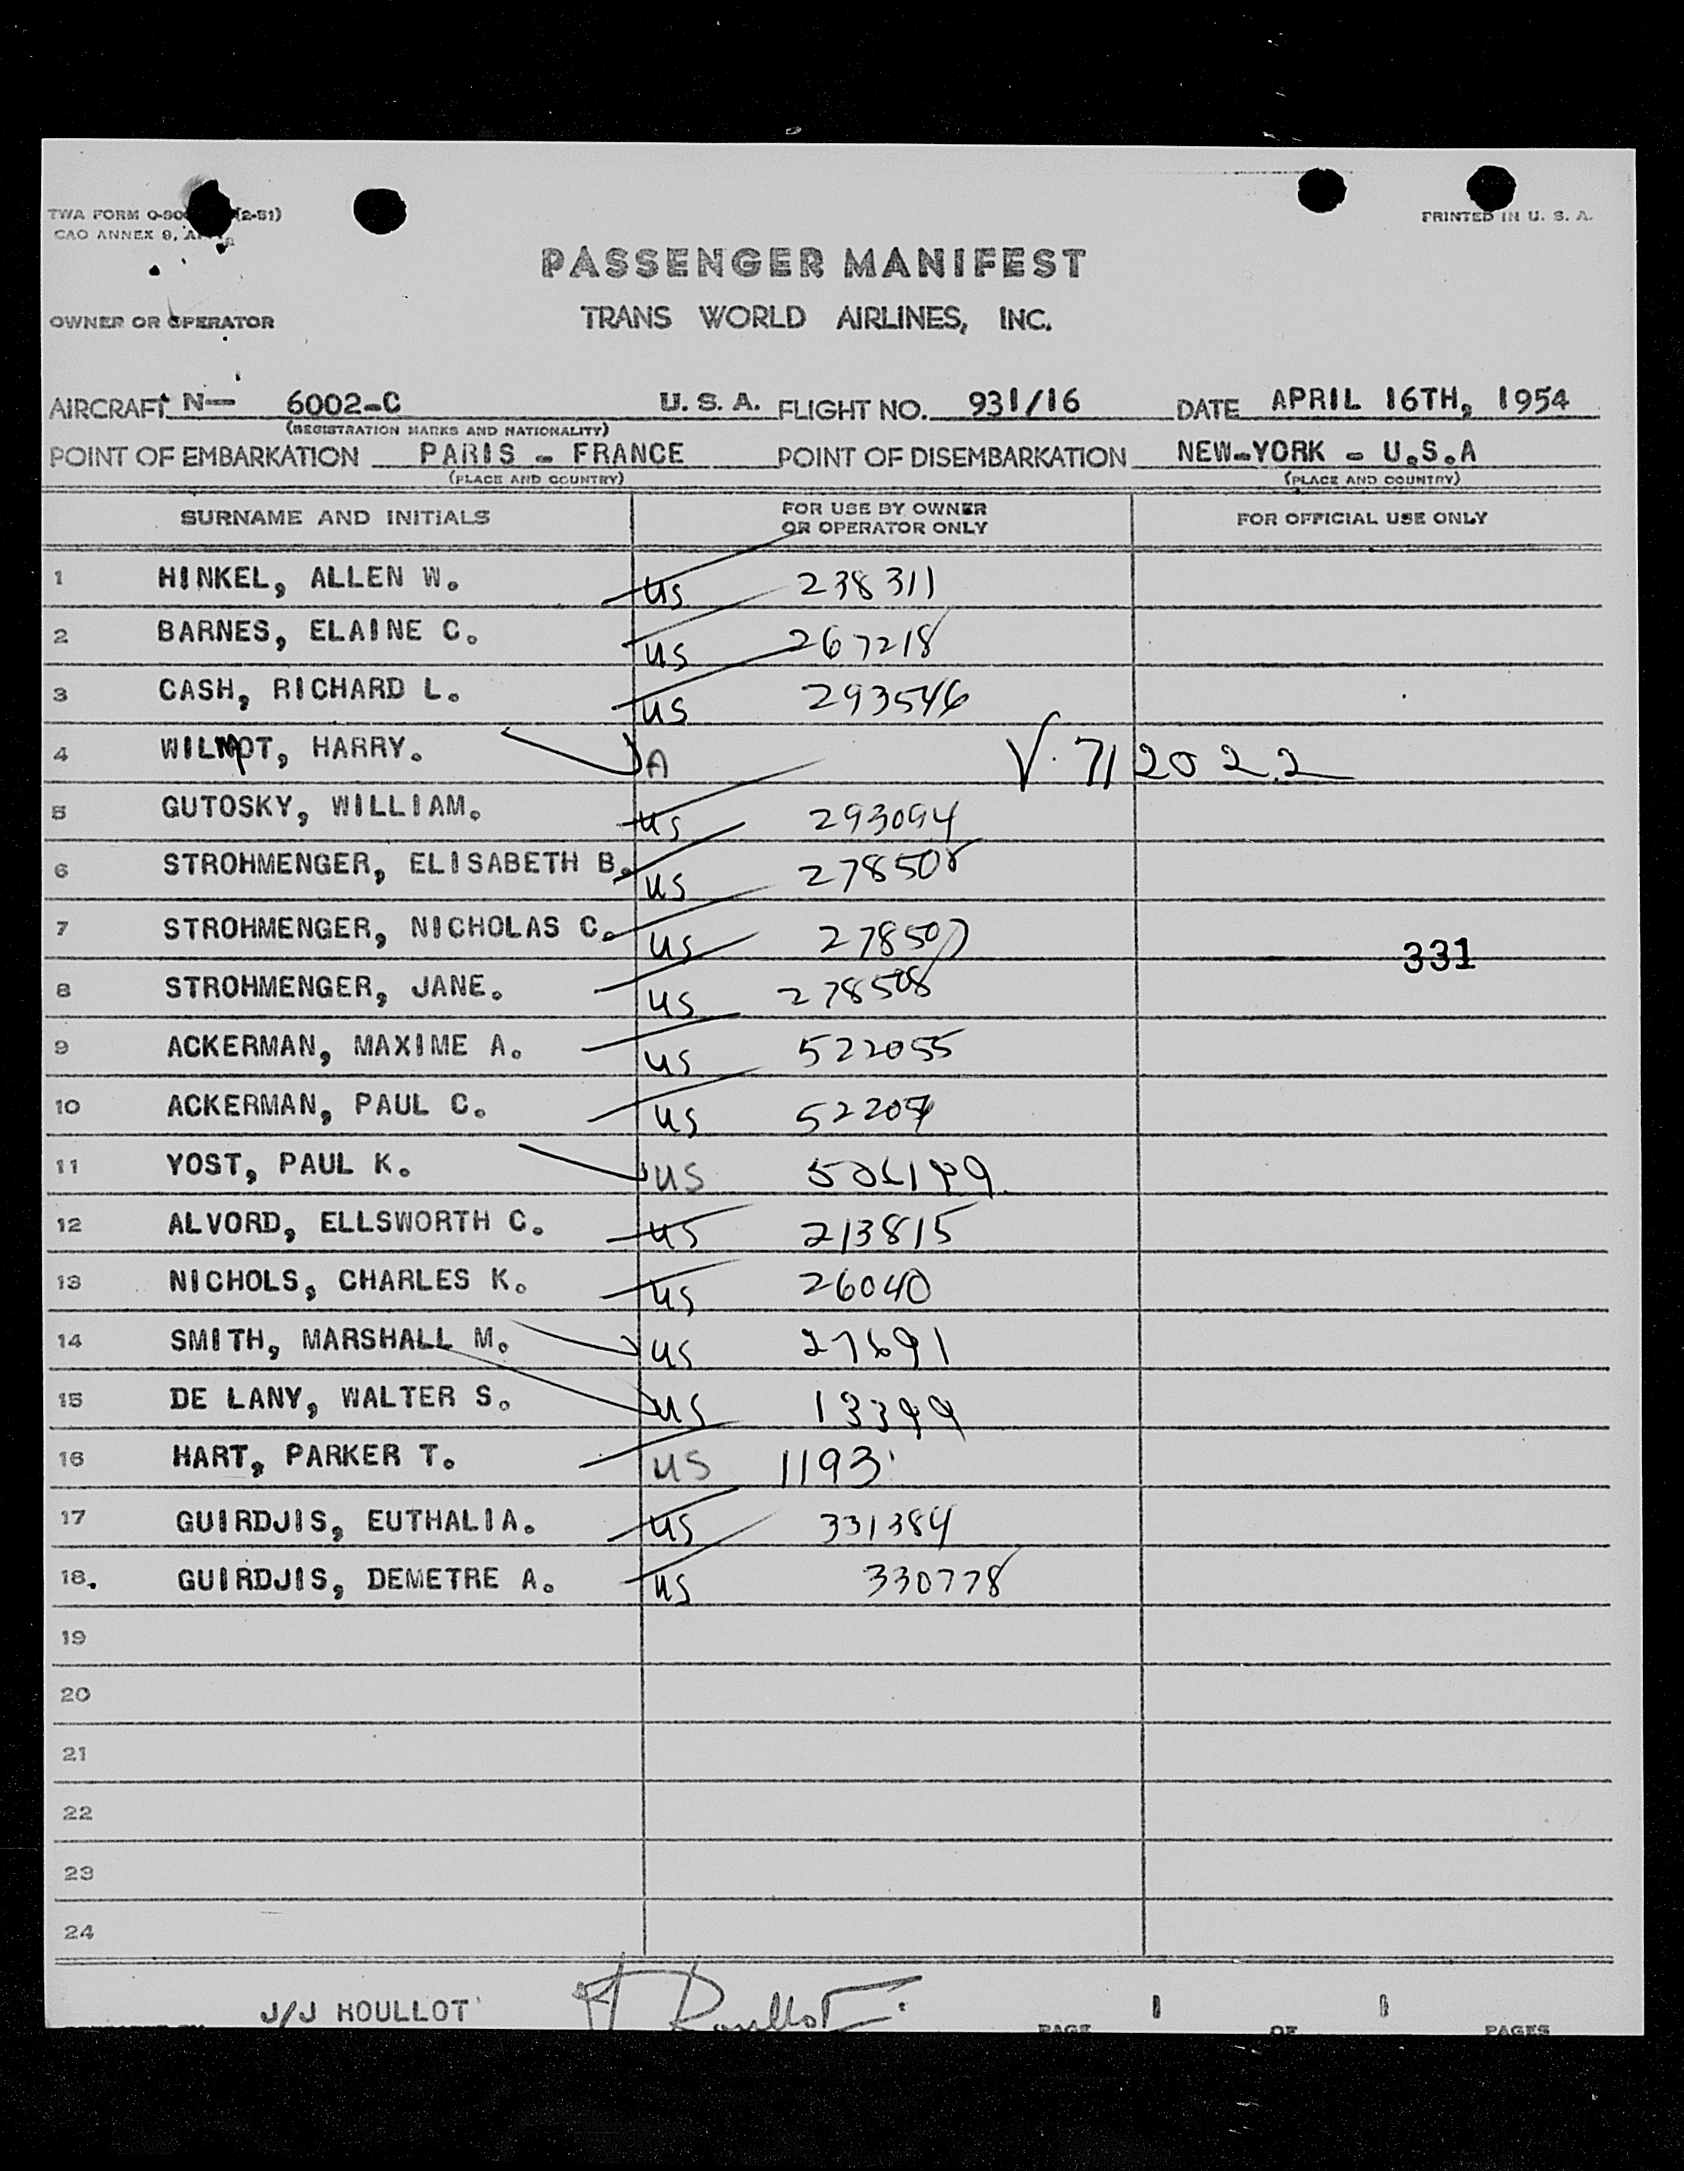 TWA FORM (2-51)
PRINTED IN U. S. A.
CAO ANNEX 9,
PASSENGER MANIFEST
OWNER OR OPERATOR
TRANS WORLD AIRLINES, INC.
AIRCRAFT N— 6002-C U. S. A. FLIGHT NO. 931/16 DATE APRIL 16TH, 1954
(REGISTRATION MARKS AND NATIONALITY)
POINT OF EMBARKATION PARIS - FRANCE POINT OF DISEMBARKATION NEW-YORK - U.S.A
(PLACE AND COUNTRY) (PLACE AND COUNTRY)
SURNAME AND INITIALS FOR USE BY OWNER OR OPERATOR ONLY FOR OFFICIAL USE ONLY
1 HINKEL, ALLEN W. US 238311
2 BARNES, ELAINE C. US 267218
3 CASH, RICHARD L. US 293546
4 WILMOT, HARRY. A V. 712022
5 GUTOSKY, WILLIAM. US 293094
6 STROHMENGER, ELISABETH B. US
7 STROHMENGER, NICHOLAS C. US 278507
331
8 STROHMENGER, JANE. US 278508
9 ACKERMAN, MAXIME A. US 522055
10 ACKERMAN, PAUL C. US
11 YOST, PAUL K. US
12 ALVORD, ELLSWORTH C. US 213815
13 NICHOLS, CHARLES K. US 26040
14 SMITH, MARSHALL M. US 27691
15 DE LANY, WALTER S. US 13399
16 HART, PARKER T. US 1193
17 GUIRDJIS, EUTHALIA. US 331384
18. GUIRDJIS, DEMETRE A. US 330778
19
20
21
22
23
24
J/J ROULLOT Roullot 1 1
PAGE OF PAGES